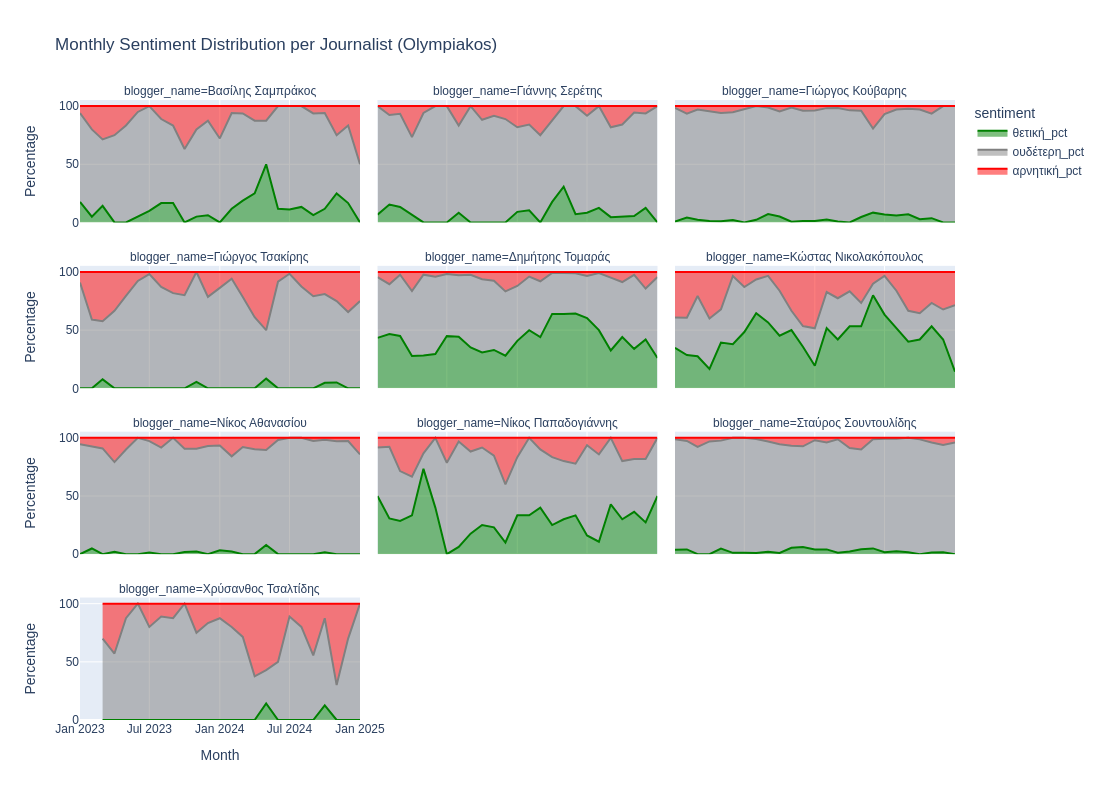 Monthly Sentiment Distribution per Journalist (Olympiakos)
blogger_name=Βασίλης Σαμπράκος
blogger_name=Γιάννης Σερέτης
blogger_name=Γιώργος Κούβαρης
100
50
0
Percentage
sentiment
θετική_pct
ουδέτερη_pct
αρνητική_pct
blogger_name=Γιώργος Τσακίρης
blogger_name=Δημήτρης Τομαράς
blogger_name=Κώστας Νικολακόπουλος
100
50
0
Percentage
blogger_name=Νίκος Αθανασίου
blogger_name=Νίκος Παπαδογιάννης
blogger_name=Σταύρος Σουντουλίδης
100
50
0
Percentage
blogger_name=Χρύσανθος Τσαλτίδης
100
50
0
Percentage
Jan 2023
Jul 2023
Jan 2024
Jul 2024
Jan 2025
Month